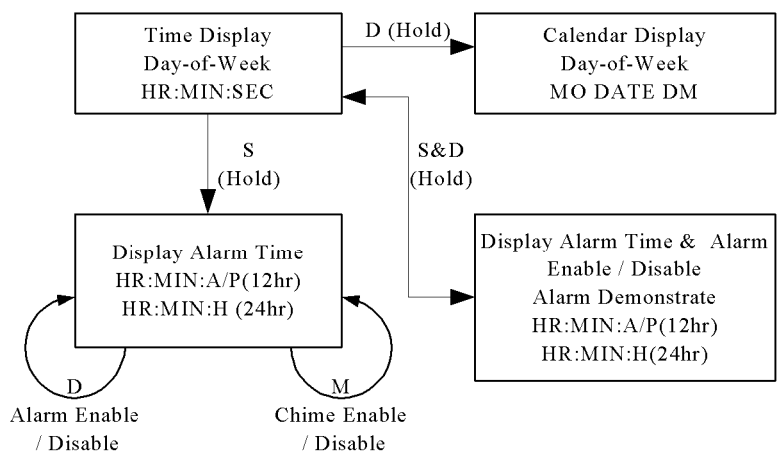 Time Display
Day-of-Week
HR:MIN:SEC
D (Hold)
Calendar Display
Day-of-Week
MO DATE DM
S
(Hold)
S&D
(Hold)
Display Alarm Time
HR:MIN:A/P(12hr)
HR:MIN:H (24hr)
Display Alarm Time & Alarm
Enable / Disable
Alarm Demonstrate
HR:MIN:A/P(12hr)
HR:MIN:H(24hr)
D
Alarm Enable
/ Disable
M
Chime Enable
/ Disable